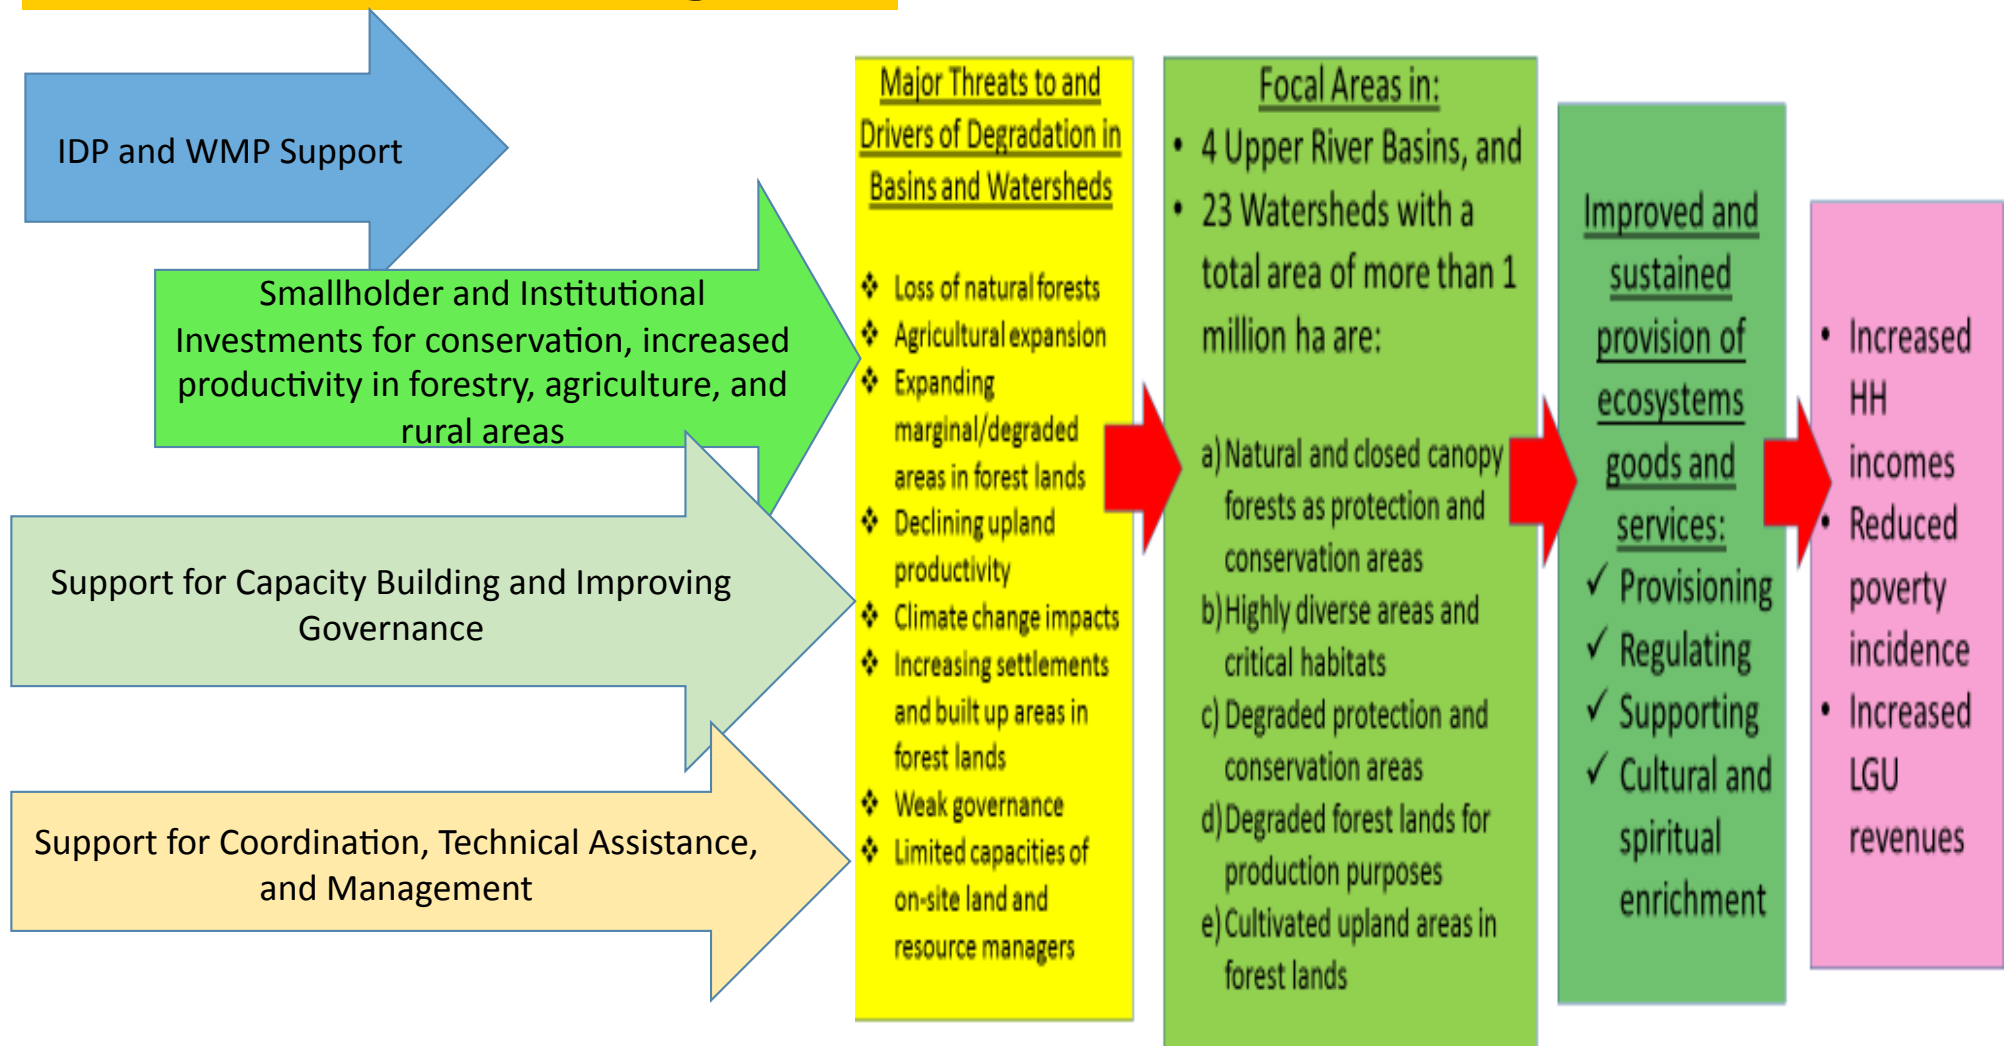 IDP and WMP Support
Smallholder and Institutional
Investments for conservation, increased
productivity in forestry, agriculture, and
rural areas
Support for Capacity Building and Improving
Governance
Support for Coordination, Technical Assistance,
and Management
Major Threats to and
Drivers of Degradation in
Basins and Watersheds
❖ Loss of natural forests
❖ Agricultural expansion
❖ Expanding
marginal/degraded
areas in forest lands
❖ Declining upland
productivity
❖ Climate change impacts
❖ Increasing settlements
and built up areas in
forest lands
❖ Weak governance
❖ Limited capacities of
on-site land and
resource managers
Focal Areas in:
• 4 Upper River Basins, and
• 23 Watersheds with a
total area of more than 1
million ha are:
a) Natural and closed canopy
forests as protection and
conservation areas
b) Highly diverse areas and
critical habitats
c) Degraded protection and
conservation areas
d) Degraded forest lands for
production purposes
e) Cultivated upland areas in
forest lands
Improved and
sustained
provision of
ecosystems
goods and
services:
✓ Provisioning
✓ Regulating
✓ Supporting
✓ Cultural and
spiritual
enrichment
• Increased
HH
incomes
• Reduced
poverty
incidence
• Increased
LGU
revenues